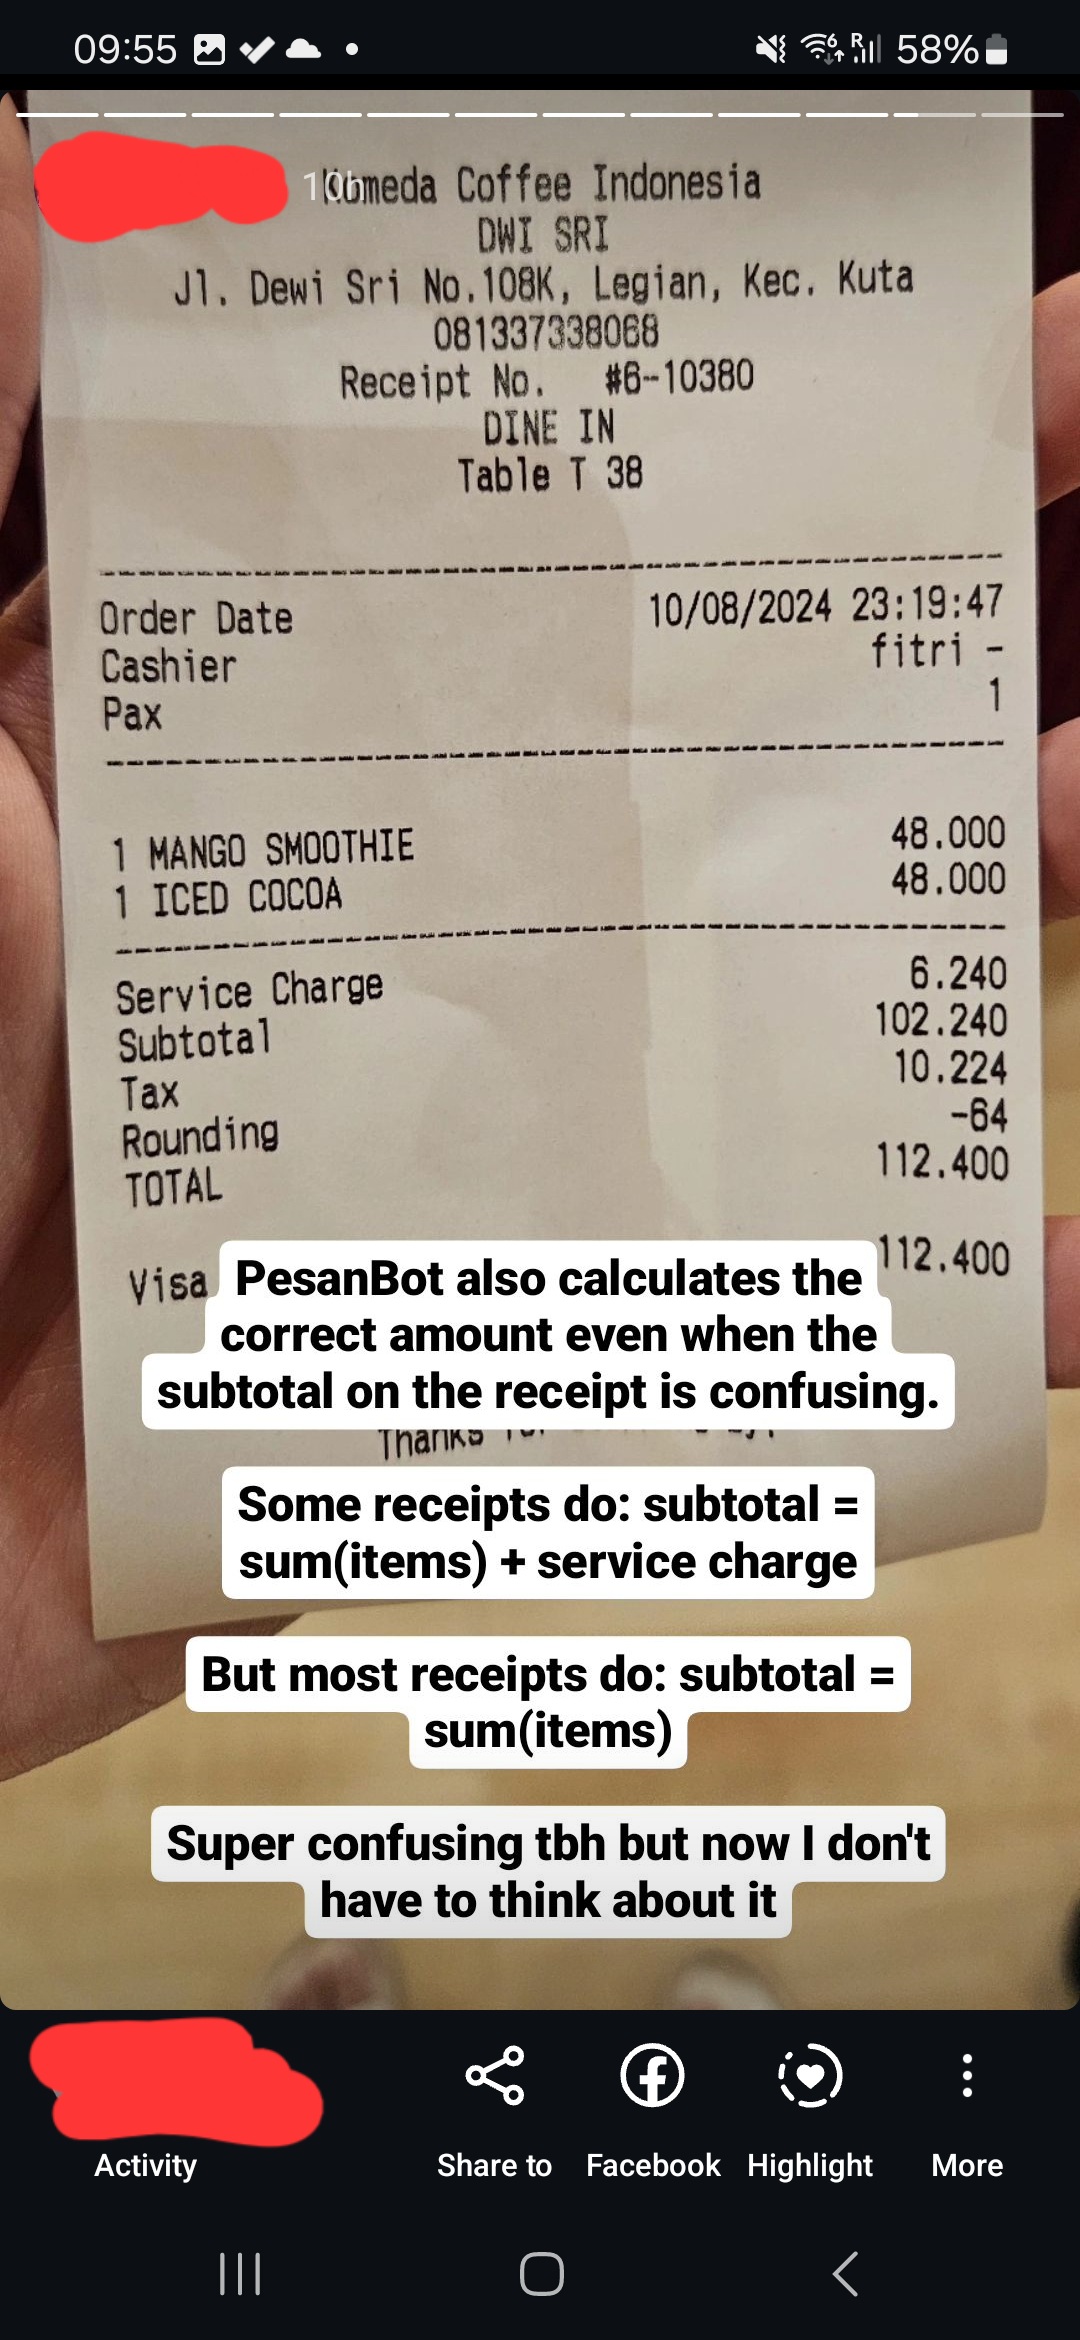 09:55
58%
10h
Komeda Coffee Indonesia
DWI SRI
Jl. Dewi Sri No.108K, Legian, Kec. Kuta
081337338068
Receipt No. #6-10380
DINE IN
Table T 38
Order Date 10/08/2024 23:19:47
Cashier fitri -
Pax 1
1 MANGO SMOOTHIE 48.000
1 ICED COCOA 48.000
Service Charge 6.240
Subtotal 102.240
Tax 10.224
Rounding -64
TOTAL 112.400
Visa 112.400
PesanBot also calculates the
correct amount even when the
subtotal on the receipt is confusing.
Thanks
Some receipts do: subtotal =
sum(items) + service charge
But most receipts do: subtotal =
sum(items)
Super confusing tbh but now I don't
have to think about it
Activity
Share to
Facebook
Highlight
More